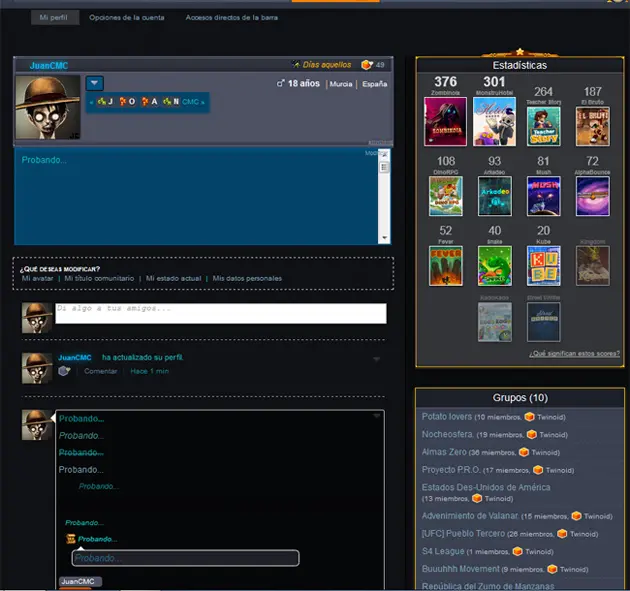 Mi perfil Opciones de la cuenta Accesos directos de la barra
JuanCMC Días aquellos 49
18 años | Murcia | España
« J O A N CMC »
Probando...
¿QUÉ DESEAS MODIFICAR?
Mi avatar | Mi título comunitario | Mi estado actual | Mis datos personales
Di algo a tus amigos...
JuanCMC ha actualizado su perfil.
Comentar | Hace 1 min
Probando...
Probando...
Probando...
Probando...
Probando...
Probando...
Probando...
Probando...
JuanCMC
Estadísticas
376 301 264 187
Zombinoia MonstruHotel Teacher Story El Bruto
108 93 81 72
DinoRPG Arkadeo Mush AlphaBounce
52 40 20
Fever Snake Kube Kingdom
Street Writer
¿Qué significan estos scores?
Grupos (10)
Potato lovers (10 miembros, Twinoid)
Nocheosfera. (19 miembros, Twinoid)
Almas Zero (36 miembros, Twinoid)
Proyecto P.R.O. (17 miembros, Twinoid)
Estados Des-Unidos de América
(13 miembros, Twinoid)
Advenimiento de Valanar. (15 miembros, Twinoid)
[UFC] Pueblo Tercero (26 miembros, Twinoid)
S4 League (1 miembros, Twinoid)
Buuuhhh Movement (9 miembros, Twinoid)
República del Zumo de Manzanas